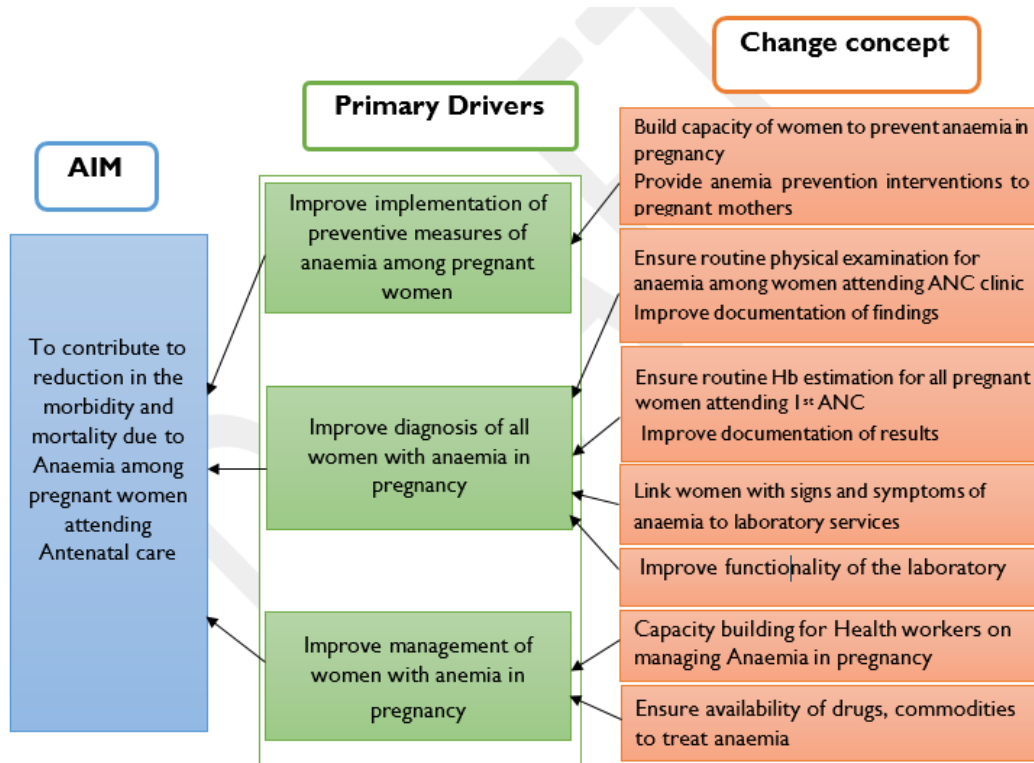 Change concept
Primary Drivers
AIM
To contribute to
reduction in the
morbidity and
mortality due to
Anaemia among
pregnant women
attending
Antenatal care
Improve implementation of
preventive measures of
anaemia among pregnant
women
Improve diagnosis of all
women with anaemia in
pregnancy
Improve management of
women with anemia in
pregnancy
Build capacity of women to prevent anaemia in
pregnancy
Provide anemia prevention interventions to
pregnant mothers
Ensure routine physical examination for
anaemia among women attending ANC clinic
Improve documentation of findings
Ensure routine Hb estimation for all pregnant
women attending 1st ANC
Improve documentation of results
Link women with signs and symptoms of
anaemia to laboratory services
Improve functionality of the laboratory
Capacity building for Health workers on
managing Anaemia in pregnancy
Ensure availability of drugs, commodities
to treat anaemia